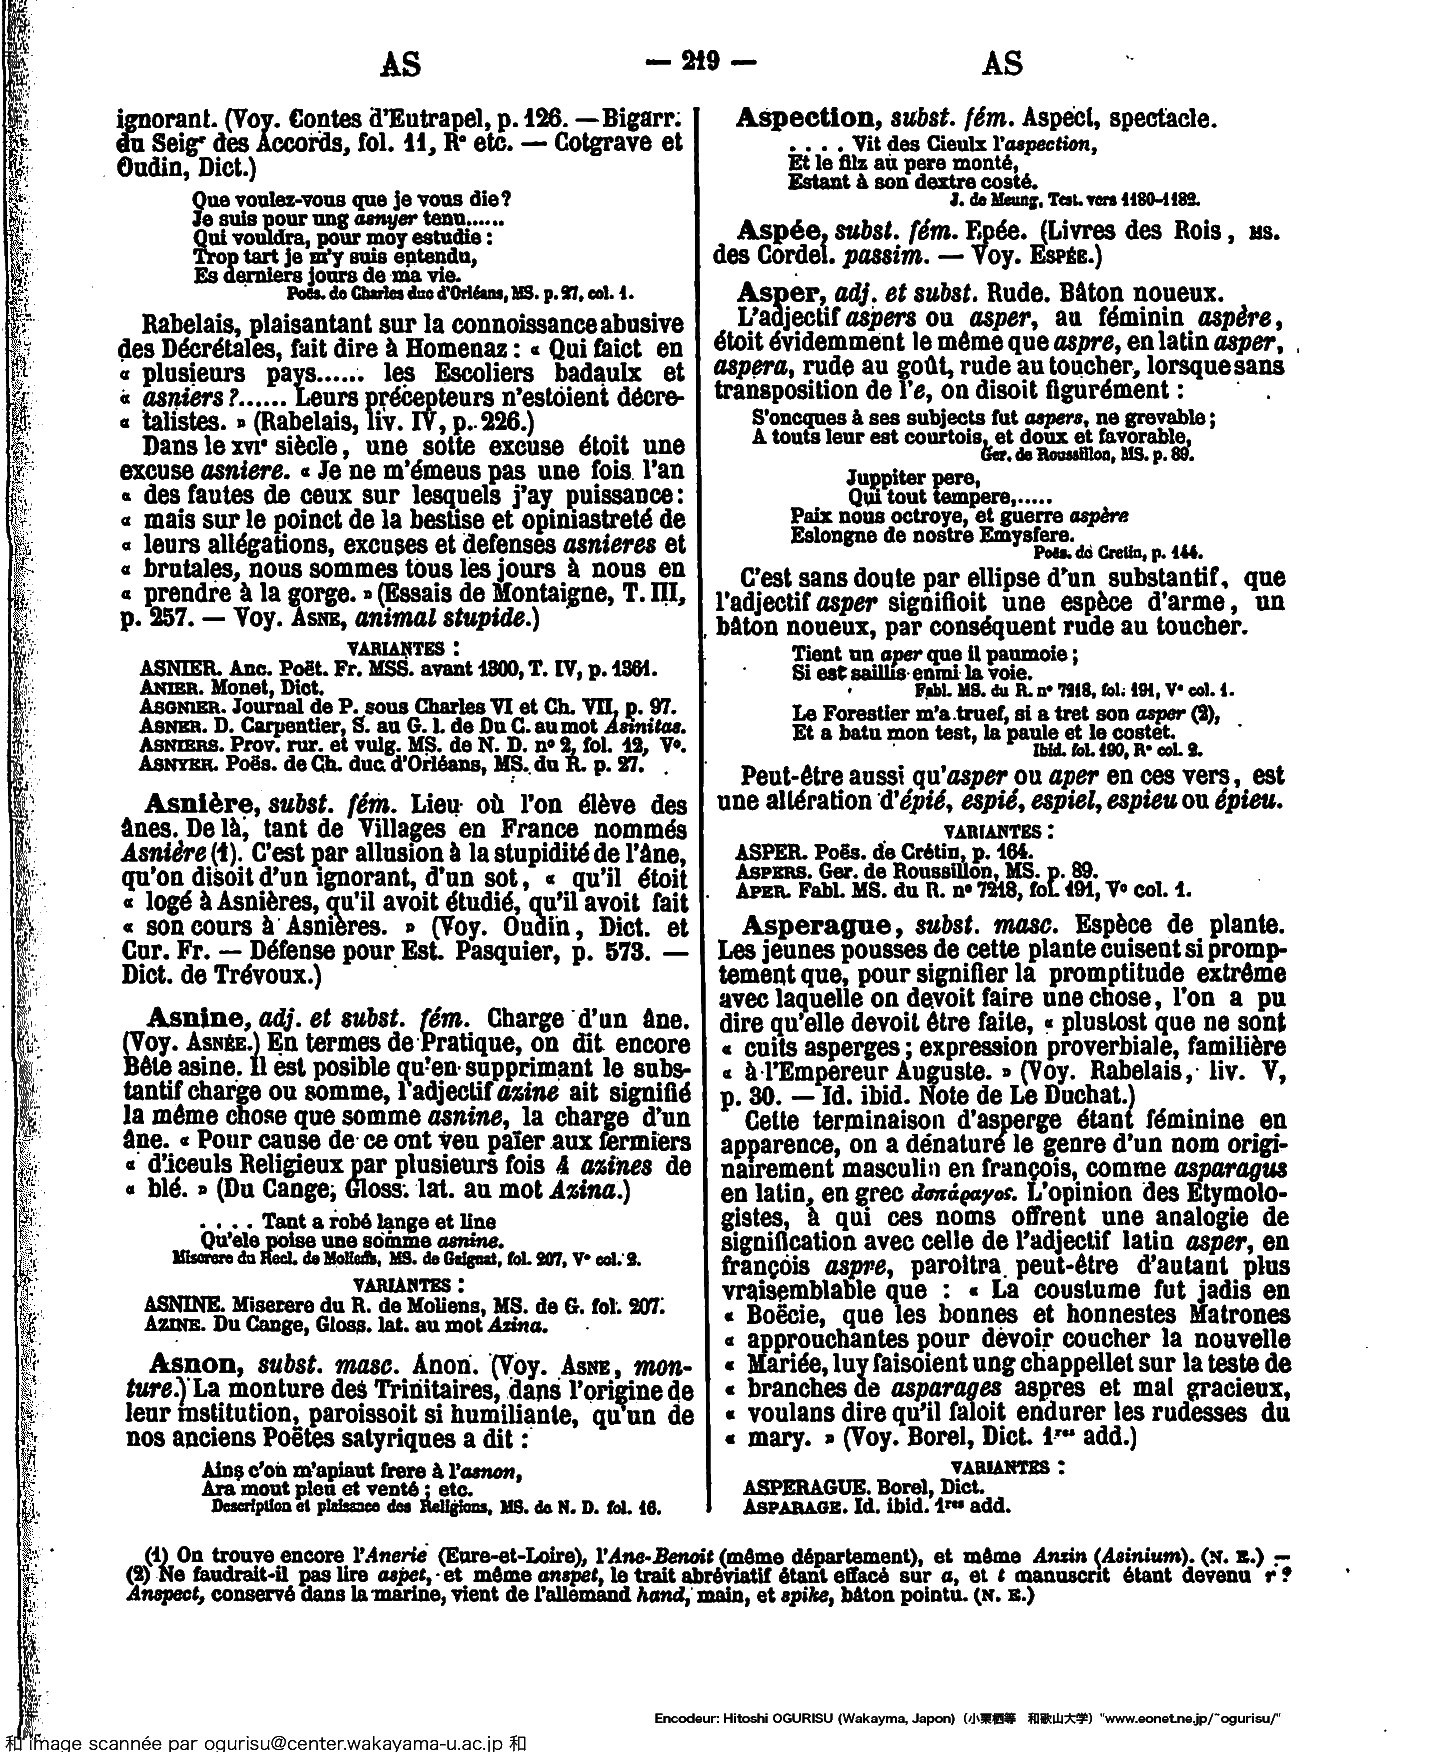 AS
— 219 —
AS
ignorant. (Voy. Contes d'Eutrapel, p. 126. — Bigarr.
du Seigr des Accords, fol. 11, Ro etc. — Cotgrave et
Oudin, Dict.)
Que voulez-vous que je vous die?
Je suis pour ung asnyer tenu......
Qui vouldra, pour moy estudie :
Trop tart je m'y suis entendu,
Es derniers jours de ma vie.
Poës. de Charles duc d'Orléans, MS. p. 27, col. 1.
Rabelais, plaisantant sur la connoissance abusive
des Décrétales, fait dire à Homenaz : « Qui faict en
« plusieurs pays...... les Escoliers badaulx et
« asniers ?...... Leurs précepteurs n'estoient décre-
« talistes. » (Rabelais, liv. IV, p. 226.)
Dans le XVIe siècle, une sotte excuse étoit une
excuse asniere. « Je ne m'émeus pas une fois l'an
« des fautes de ceux sur lesquels j'ay puissance :
« mais sur le poinct de la bestise et opiniastreté de
« leurs allégations, excuses et defenses asnieres et
« brutales, nous sommes tous les jours à nous en
« prendre à la gorge. » (Essais de Montaigne, T. III,
p. 257. — Voy. ASNE, animal stupide.)
VARIANTES :
ASNIER. Anc. Poët. Fr. MSS. avant 1300, T. IV, p. 1361.
ANIER. Monet, Dict.
ASGNIER. Journal de P. sous Charles VI et Ch. VII, p. 97.
ASNER. D. Carpentier, S. au G. l. de Du C. au mot Asinitas.
ASNIERS. Prov. rur. et vulg. MS. de N. D. no 2, fol. 12, Vo.
ASNYER. Poës. de Ch. duc d'Orléans, MS. du R. p. 27.
Asnière, subst. fém. Lieu où l'on élève des
ânes. De là, tant de Villages en France nommés
Asnière (1). C'est par allusion à la stupidité de l'âne,
qu'on disoit d'un ignorant, d'un sot, « qu'il étoit
« logé à Asnières, qu'il avoit étudié, qu'il avoit fait
« son cours à Asnières. » (Voy. Oudin, Dict. et
Cur. Fr. — Défense pour Est. Pasquier, p. 573. —
Dict. de Trévoux.)
Asnine, adj. et subst. fém. Charge d'un âne.
(Voy. ASNÉE.) En termes de Pratique, on dit encore
Bête asine. Il est possible qu'en supprimant le subs-
tantif charge ou somme, l'adjectif azine ait signifié
la même chose que somme asnine, la charge d'un
âne. « Pour cause de ce ont veu païer aux fermiers
« d'iceuls Religieux par plusieurs fois 4 azines de
« blé. » (Du Cange, Gloss. lat. au mot Azina.)
. . . . Tant a robé lange et line
Qu'ele poise une somme asnine.
Miserere du Recl. de Moliens, MS. de Gaignat, fol. 207, Vo col. 2.
VARIANTES :
ASNINE. Miserere du R. de Moliens, MS. de G. fol. 207.
AZINE. Du Cange, Gloss. lat. au mot Azina.
Asnon, subst. masc. Anon. (Voy. ASNE, mon-
ture.) La monture des Trinitaires, dans l'origine de
leur institution, paroissoit si humiliante, qu'un de
nos anciens Poëtes satyriques a dit :
Ains c'on m'apiaut frere à l'asnon,
Ara mout pleu et venté ; etc.
Description et plaisance des Religions, MS. de N. D. fol. 16.
Aspection, subst. fém. Aspect, spectacle.
. . . . Vit des Cieulx l'aspection,
Et le filz au pere monté,
Estant à son dextre costé.
J. de Meung, Test. vers 1180-1182.
Aspée, subst. fém. Epée. (Livres des Rois, MS.
des Cordel. passim. — Voy. ESPÉE.)
Asper, adj. et subst. Rude. Bâton noueux.
L'adjectif aspers ou asper, au féminin aspère,
étoit évidemment le même que aspre, en latin asper,
aspera, rude au goût, rude au toucher, lorsque sans
transposition de l'e, on disoit figurément :
S'oncques à ses subjects fut aspers, ne grevable ;
A touts leur est courtois, et doux et favorable,
Ger. de Roussillon, MS. p. 89.
Juppiter pere,
Qui tout tempere,.....
Paix nous octroye, et guerre aspère
Eslongne de nostre Emysfere.
Poës. de Cretin, p. 144.
C'est sans doute par ellipse d'un substantif, que
l'adjectif asper signifioit une espèce d'arme, un
bâton noueux, par conséquent rude au toucher.
Tient un aper que il paumoie ;
Si est saillis enmi la voie.
Fabl. MS. du R. no 7218, fol. 191, Vo col. 1.
Le Forestier m'a truef, si a tret son asper (2),
Et a batu mon test, la paule et le costet.
Ibid. fol. 190, Ro col. 2.
Peut-être aussi qu'asper ou aper en ces vers, est
une altération d'épié, espié, espiel, espieu ou épieu.
VARIANTES :
ASPER. Poës. de Crétin, p. 164.
ASPERS. Ger. de Roussillon, MS. p. 89.
APER. Fabl. MS. du R. no 7218, fol. 191, Vo col. 1.
Asperague, subst. masc. Espèce de plante.
Les jeunes pousses de cette plante cuisent si promp-
tement que, pour signifier la promptitude extrême
avec laquelle on devoit faire une chose, l'on a pu
dire qu'elle devoit être faite, « plustost que ne sont
« cuits asperges ; expression proverbiale, familière
« à l'Empereur Auguste. » (Voy. Rabelais, liv. V,
p. 30. — Id. ibid. Note de Le Duchat.)
Cette terminaison d'asperge étant féminine en
apparence, on a dénaturé le genre d'un nom origi-
nairement masculin en françois, comme asparagus
en latin, en grec ἀσπάραγος. L'opinion des Etymolo-
gistes, à qui ces noms offrent une analogie de
signification avec celle de l'adjectif latin asper, en
françois aspre, paroitra peut-être d'autant plus
vraisemblable que : « La coustume fut jadis en
« Boëcie, que les bonnes et honnestes Matrones
« approuchantes pour devoir coucher la nouvelle
« Mariée, luy faisoient ung chappellet sur la teste de
« branches de asparages aspres et mal gracieux,
« voulans dire qu'il faloit endurer les rudesses du
« mary. » (Voy. Borel, Dict. 1res add.)
VARIANTES :
ASPERAGUE. Borel, Dict.
ASPARAGE. Id. ibid. 1res add.
(1) On trouve encore l'Anerie (Eure-et-Loire), l'Ane-Benoit (même département), et même Anzin (Asinium). (N. E.) —
(2) Ne faudrait-il pas lire aspet, et même anspet, le trait abréviatif étant effacé sur a, et t manuscrit étant devenu r ?
Anspect, conservé dans la marine, vient de l'allemand hand, main, et spike, bâton pointu. (N. E.)
Encodeur: Hitoshi OGURISU (Wakayma, Japon) (小栗栖等 和歌山大学) "www.eonet.ne.jp/~ogurisu/"
和 image scannée par ogurisu@center.wakayama-u.ac.jp 和